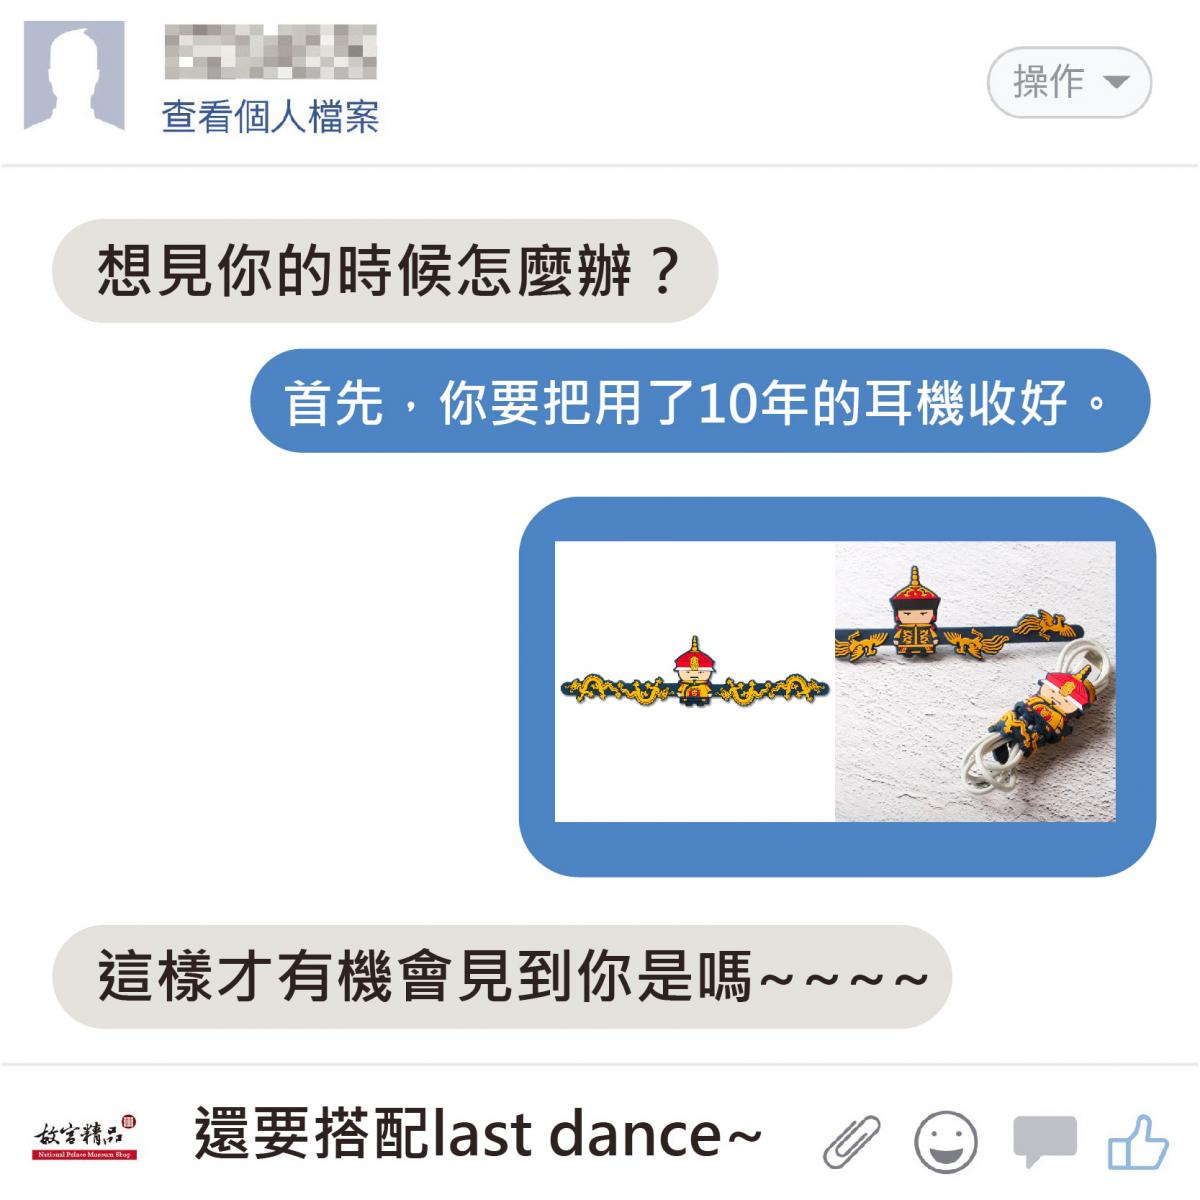 查看個人檔案
操作
想見你的時候怎麼辦？
首先，你要把用了10年的耳機收好。
這樣才有機會見到你是嗎~~~~
故宮精品
National Palace Museum Shop
還要搭配last dance~